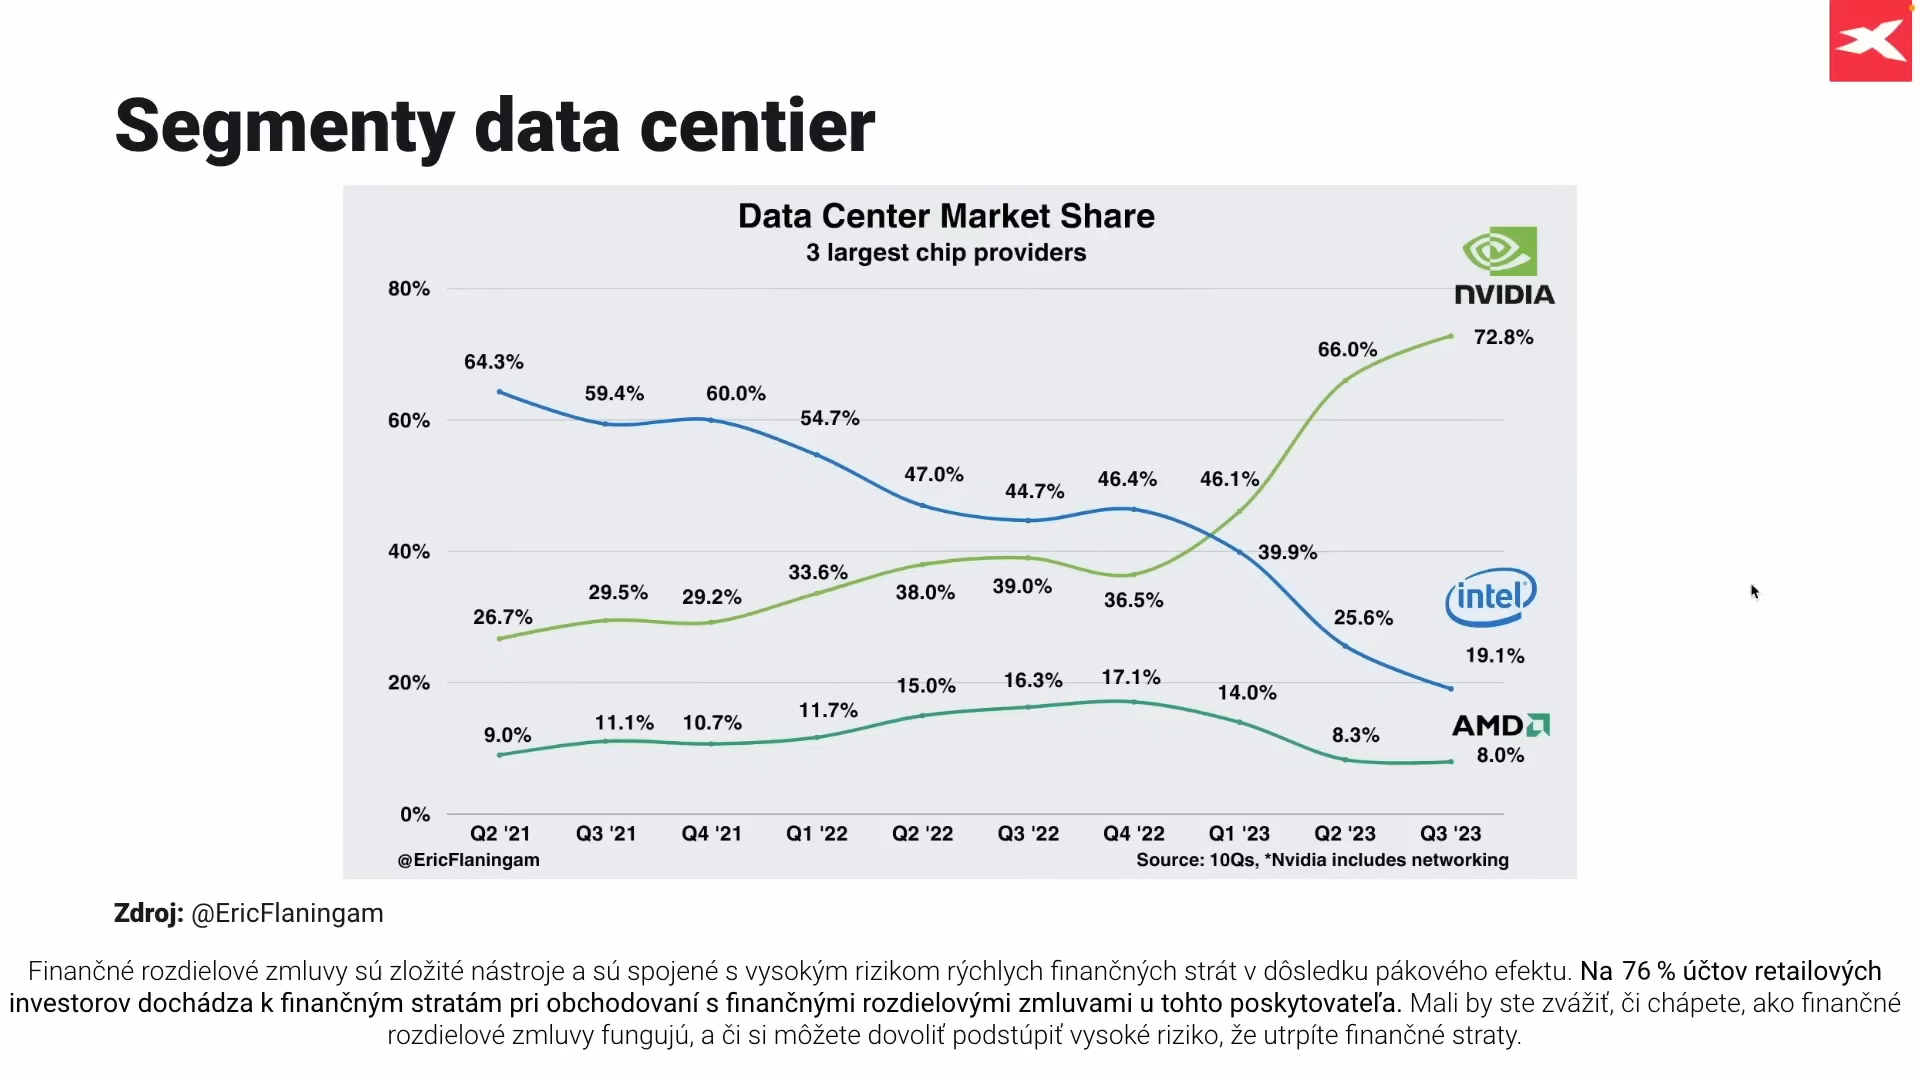 Segmenty data centier
Data Center Market Share
3 largest chip providers
NVIDIA
80%
72.8%
66.0%
64.3%
59.4%
60.0%
54.7%
60%
47.0%
44.7%
46.4%
46.1%
40%
39.9%
33.6%
38.0%
39.0%
36.5%
29.5%
29.2%
26.7%
intel
25.6%
19.1%
20%
15.0%
16.3%
17.1%
14.0%
9.0%
11.1%
10.7%
11.7%
8.3%
AMD
8.0%
0%
Q2 '21 Q3 '21 Q4 '21 Q1 '22 Q2 '22 Q3 '22 Q4 '22 Q1 '23 Q2 '23 Q3 '23
@EricFlaningam
Source: 10Qs, *Nvidia includes networking
Zdroj: @EricFlaningam
Finančné rozdielové zmluvy sú zložité nástroje a sú spojené s vysokým rizikom rýchlych finančných strát v dôsledku pákového efektu. Na 76 % účtov retailových
investorov dochádza k finančným stratám pri obchodovaní s finančnými rozdielovými zmluvami u tohto poskytovateľa. Mali by ste zvážiť, či chápete, ako finančné
rozdielové zmluvy fungujú, a či si môžete dovoliť podstúpiť vysoké riziko, že utrpíte finančné straty.